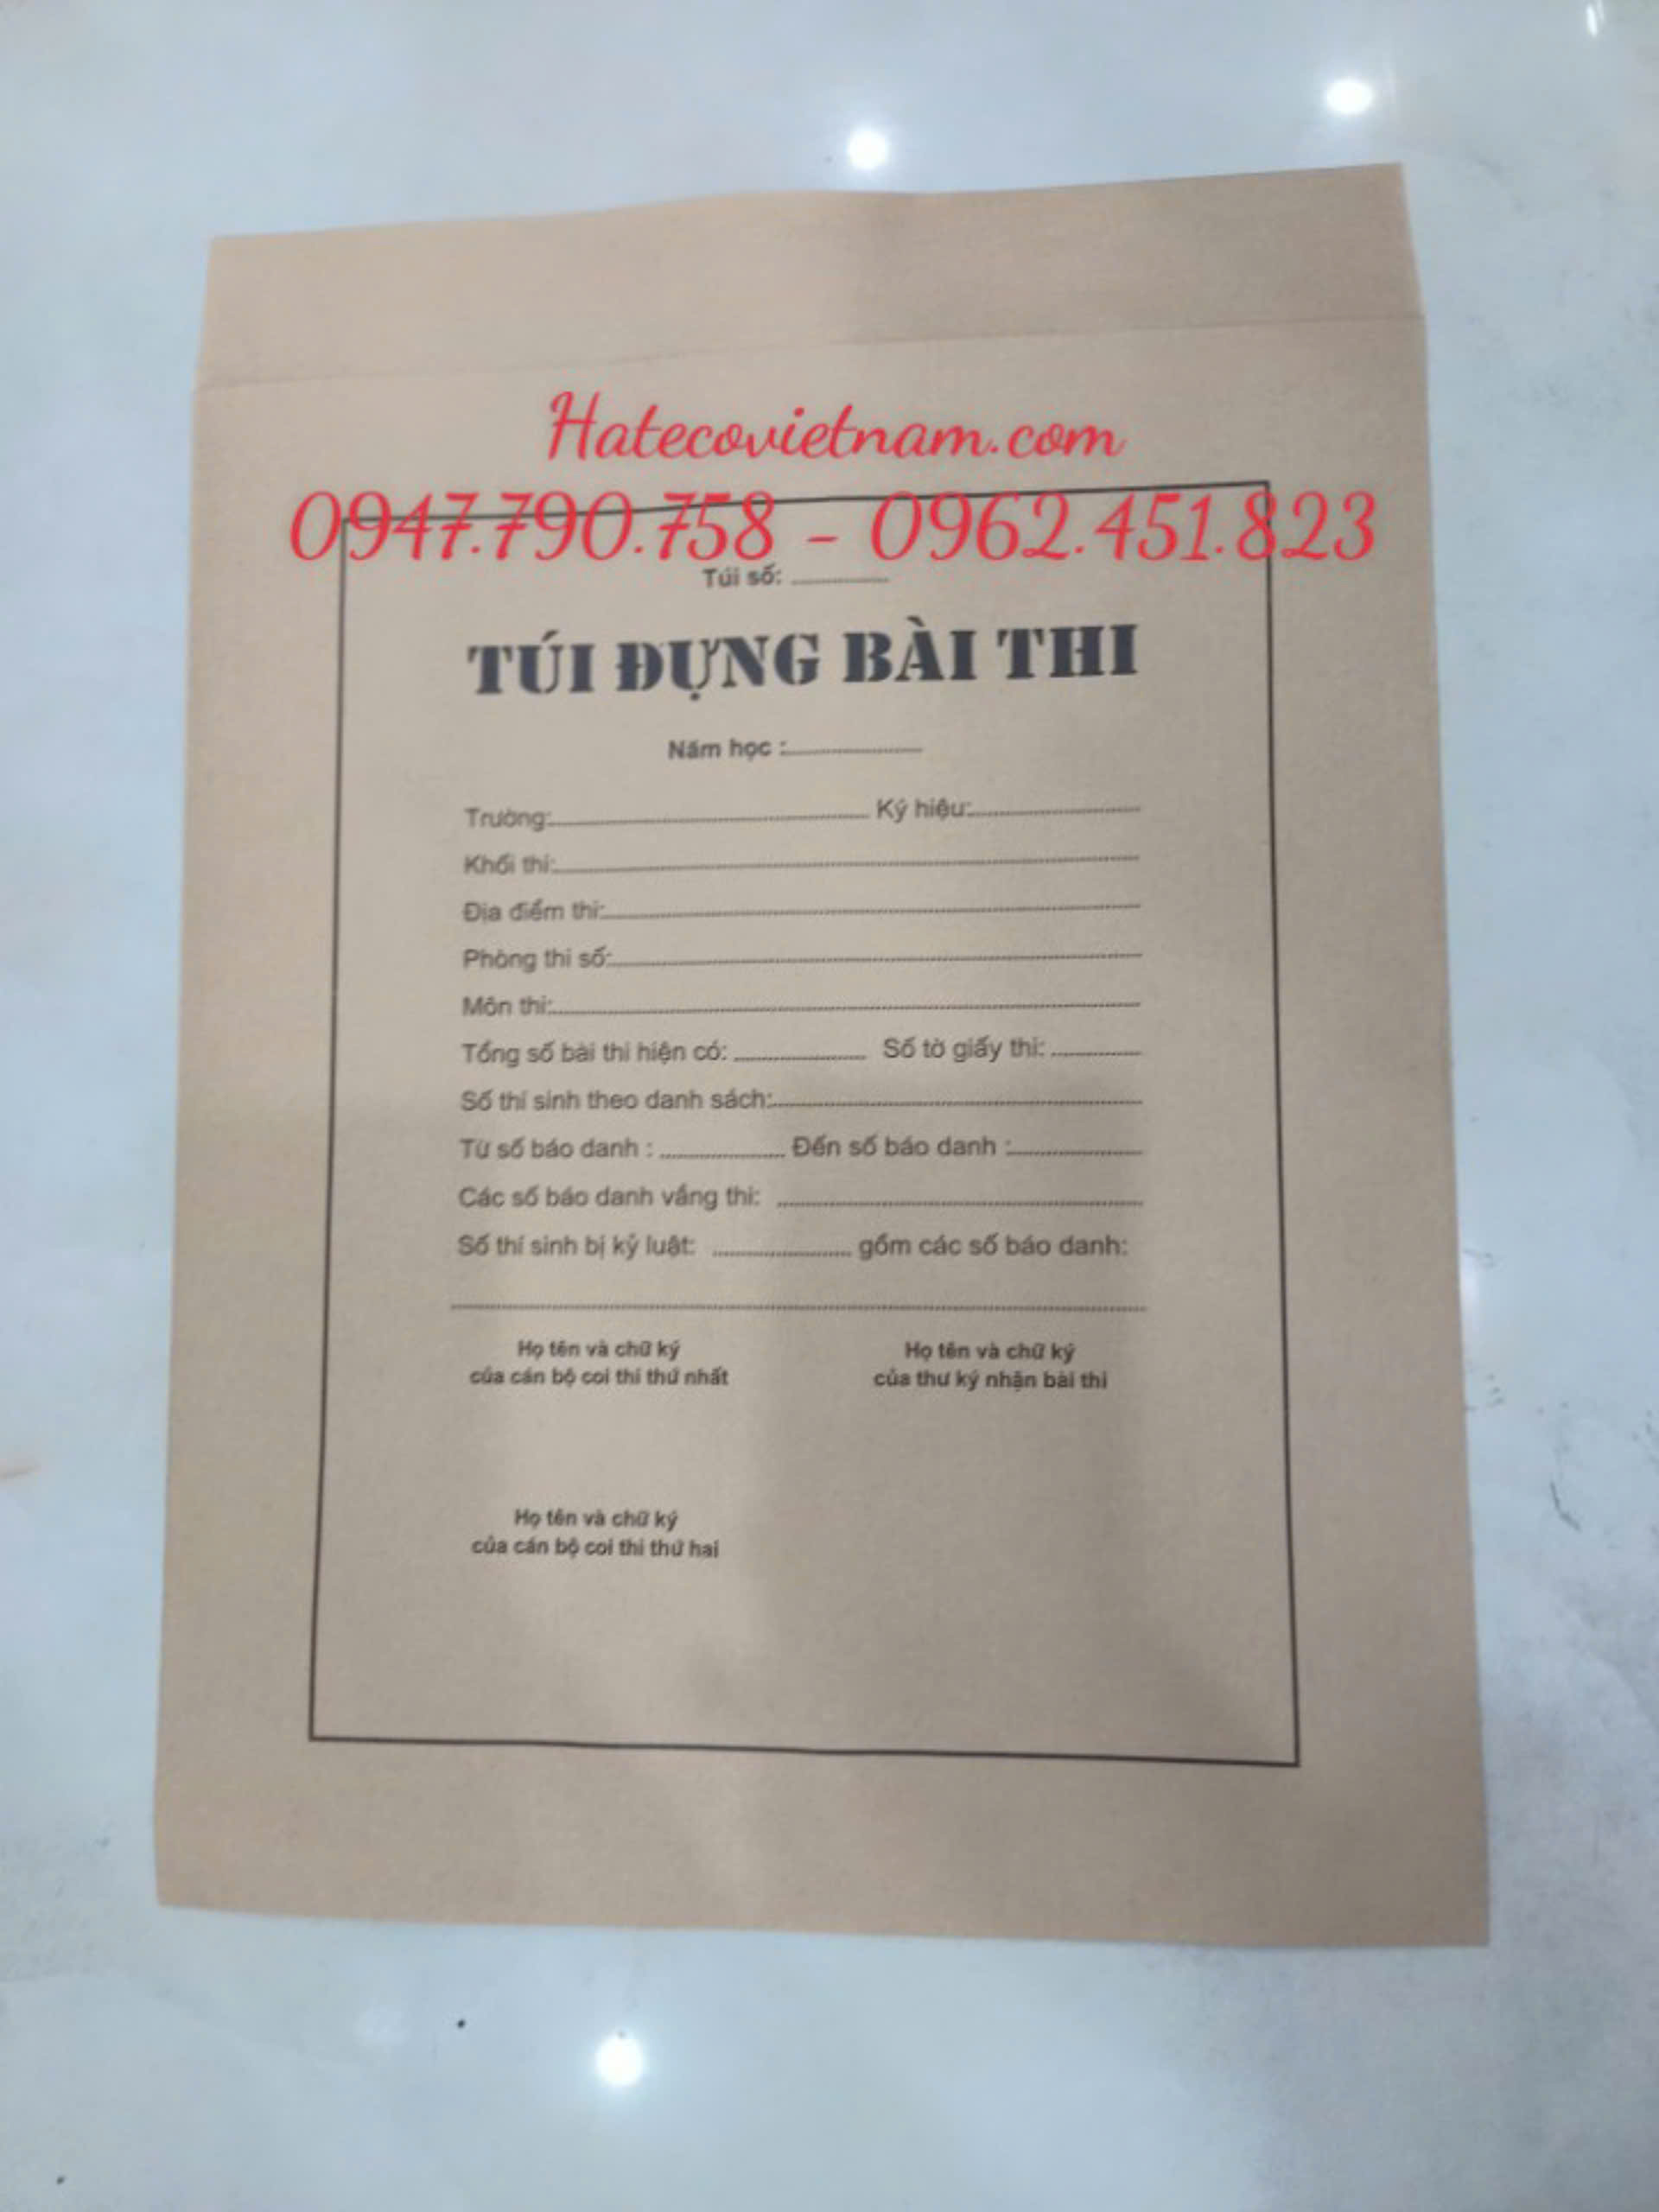 Hatecovietnam.com
0947.790.758 - 0962.451.823
Túi số: ................
TÚI ĐỰNG BÀI THI
Năm học :......................
Trường:...................................................... Ký hiệu:............................
Khối thi:..................................................................................................
Địa điểm thi:..........................................................................................
Phòng thi số:.........................................................................................
Môn thi:..................................................................................................
Tổng số bài thi hiện có: ...................... Số tờ giấy thi: ...............
Số thí sinh theo danh sách:..............................................................
Từ số báo danh : ..................... Đến số báo danh :......................
Các số báo danh vắng thi: .............................................................
Số thí sinh bị kỷ luật: ....................... gồm các số báo danh:
....................................................................................................................
Họ tên và chữ ký Họ tên và chữ ký
của cán bộ coi thi thứ nhất của thư ký nhận bài thi
Họ tên và chữ ký
của cán bộ coi thi thứ hai